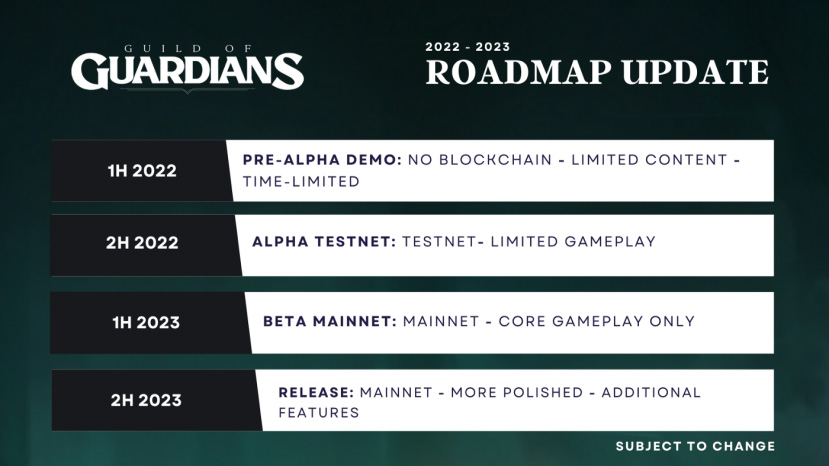 GUILD OF
GUARDIANS
2022 - 2023
ROADMAP UPDATE
1H 2022
PRE-ALPHA DEMO: NO BLOCKCHAIN - LIMITED CONTENT -
TIME-LIMITED
2H 2022
ALPHA TESTNET: TESTNET- LIMITED GAMEPLAY
1H 2023
BETA MAINNET: MAINNET - CORE GAMEPLAY ONLY
2H 2023
RELEASE: MAINNET - MORE POLISHED - ADDITIONAL
FEATURES
SUBJECT TO CHANGE